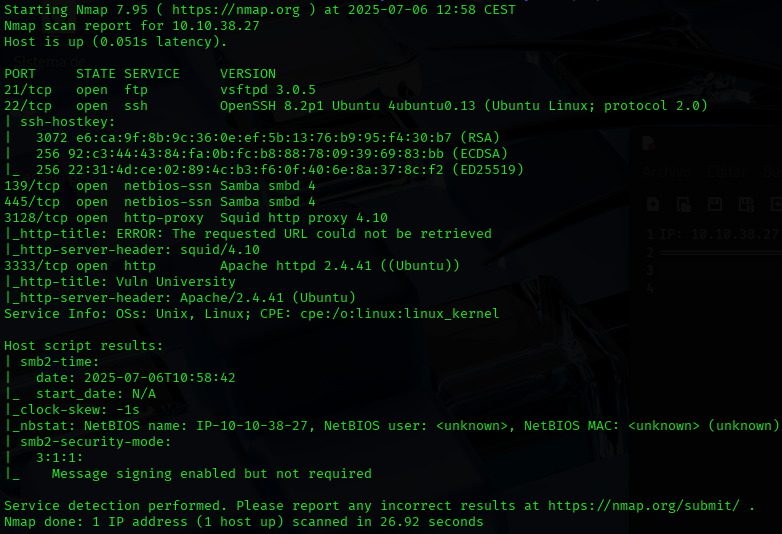 Starting Nmap 7.95 ( https://nmap.org ) at 2025-07-06 12:58 CEST
Nmap scan report for 10.10.38.27
Host is up (0.051s latency).
PORT     STATE SERVICE     VERSION
21/tcp   open  ftp         vsftpd 3.0.5
22/tcp   open  ssh         OpenSSH 8.2p1 Ubuntu 4ubuntu0.13 (Ubuntu Linux; protocol 2.0)
| ssh-hostkey:
|   3072 e6:ca:9f:8b:9c:36:0e:ef:5b:13:76:b9:95:f4:30:b7 (RSA)
|   256 92:c3:44:43:84:fa:0b:fc:b8:88:78:09:39:69:83:bb (ECDSA)
|_  256 22:31:4d:ce:02:89:4c:b3:f6:0f:40:6e:8a:37:8c:f2 (ED25519)
139/tcp  open  netbios-ssn Samba smbd 4
445/tcp  open  netbios-ssn Samba smbd 4
3128/tcp open  http-proxy  Squid http proxy 4.10
|_http-title: ERROR: The requested URL could not be retrieved
|_http-server-header: squid/4.10
3333/tcp open  http        Apache httpd 2.4.41 ((Ubuntu))
|_http-title: Vuln University
|_http-server-header: Apache/2.4.41 (Ubuntu)
Service Info: OSs: Unix, Linux; CPE: cpe:/o:linux:linux_kernel
Host script results:
| smb2-time:
|   date: 2025-07-06T10:58:42
|_  start_date: N/A
|_clock-skew: -1s
|_nbstat: NetBIOS name: IP-10-10-38-27, NetBIOS user: <unknown>, NetBIOS MAC: <unknown> (unknown)
| smb2-security-mode:
|   3:1:1:
|_    Message signing enabled but not required
Service detection performed. Please report any incorrect results at https://nmap.org/submit/ .
Nmap done: 1 IP address (1 host up) scanned in 26.92 seconds
1 IP: 10.10.38.27
2
3
4